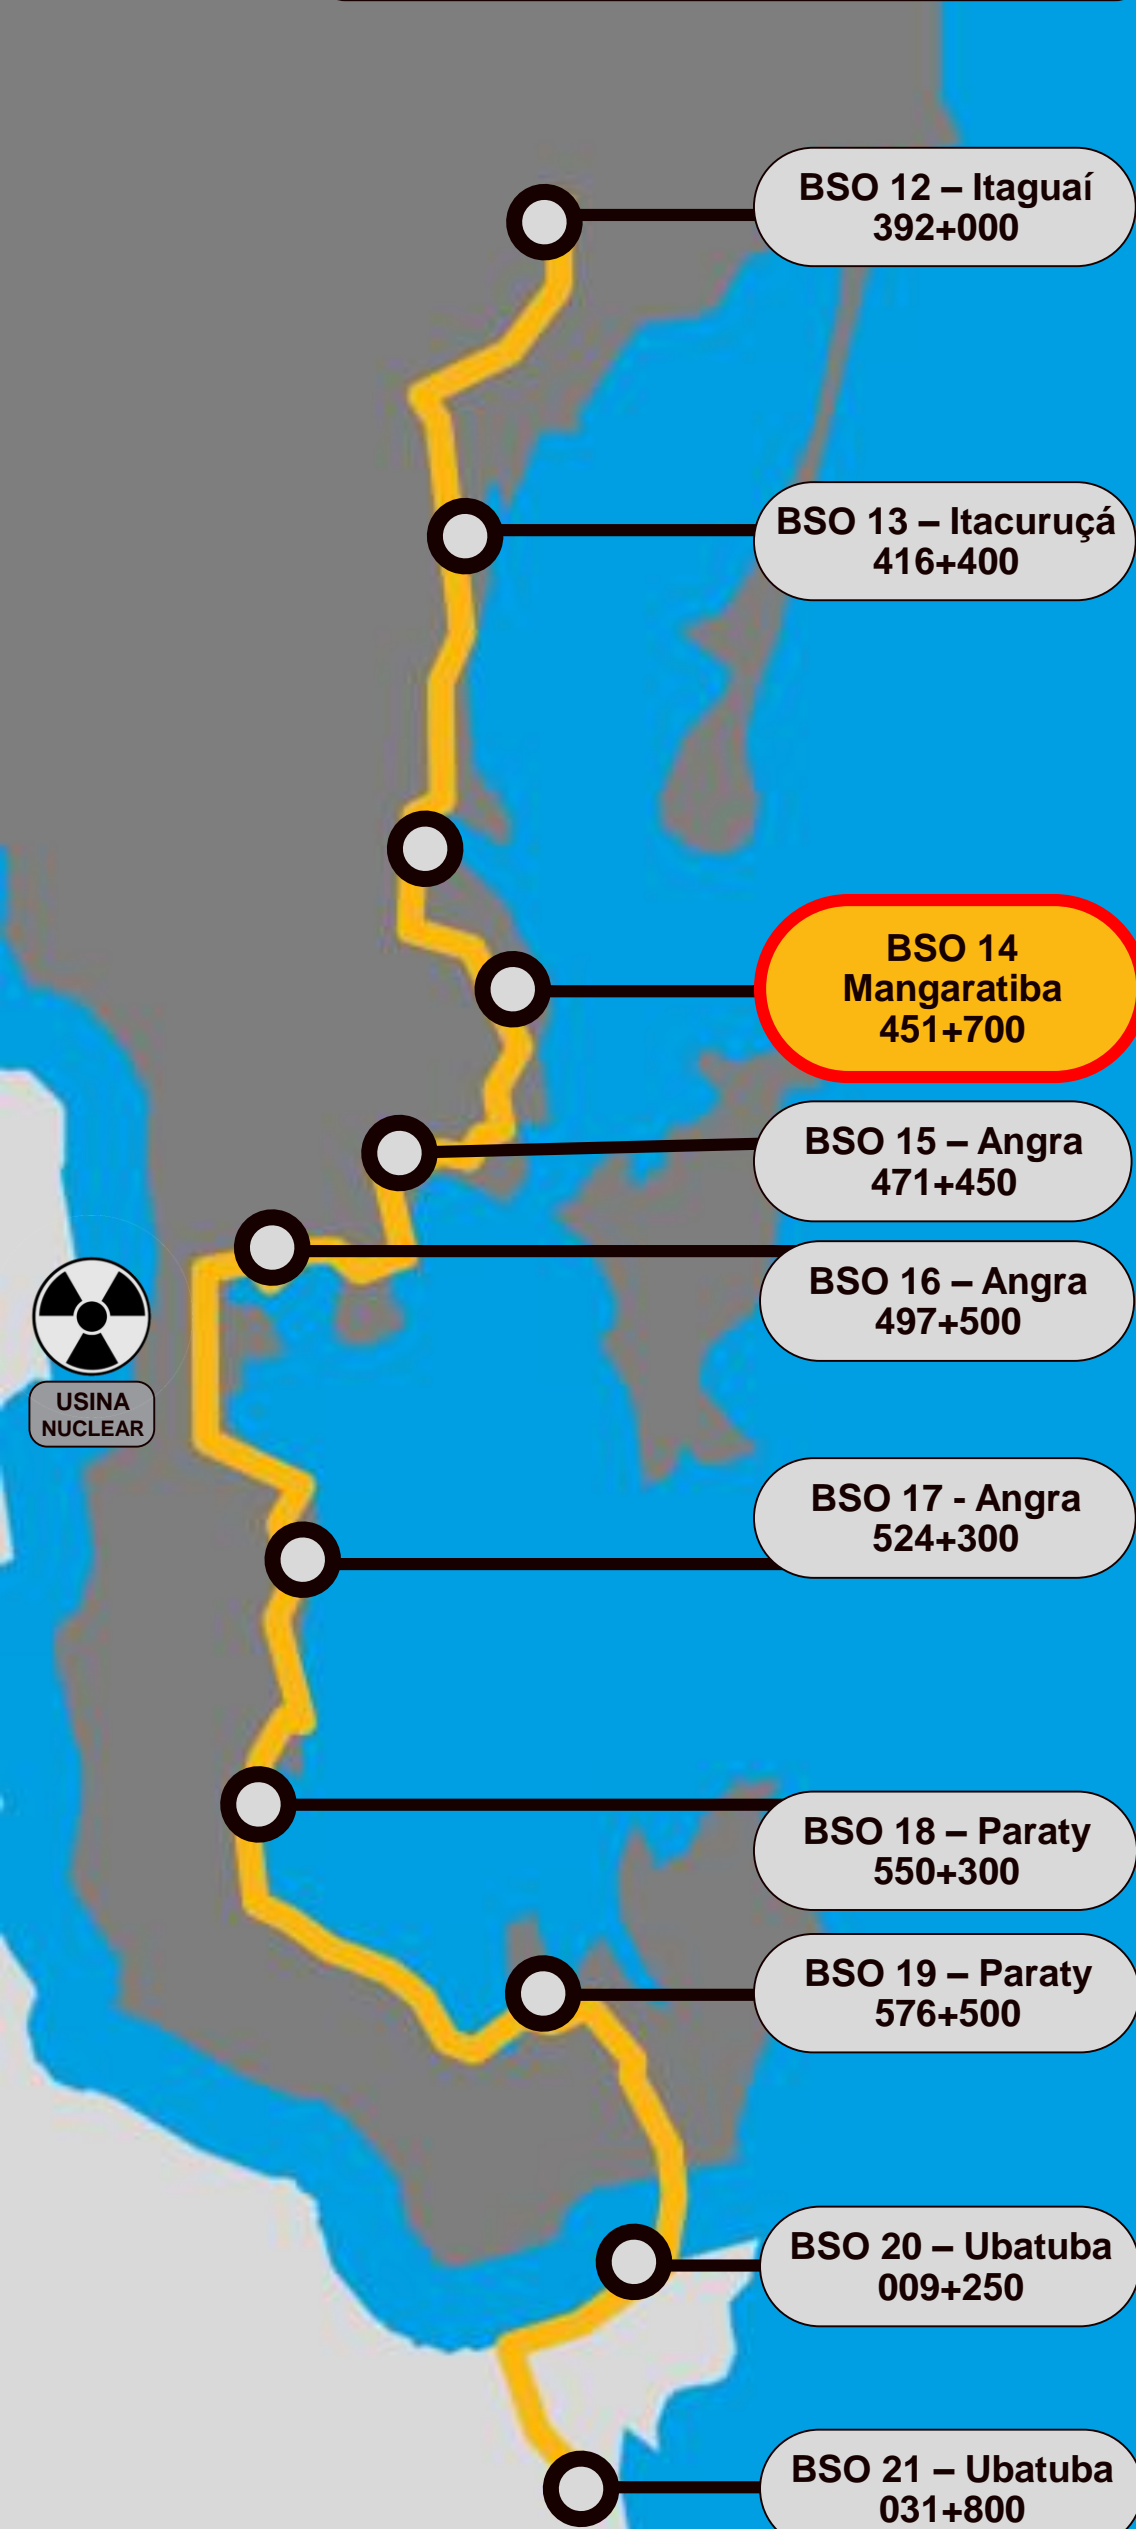 BSO 12 – Itaguaí
392+000
BSO 13 – Itacuruçá
416+400
BSO 14
Mangaratiba
451+700
BSO 15 – Angra
471+450
BSO 16 – Angra
497+500
USINA
NUCLEAR
BSO 17 - Angra
524+300
BSO 18 – Paraty
550+300
BSO 19 – Paraty
576+500
BSO 20 – Ubatuba
009+250
BSO 21 – Ubatuba
031+800